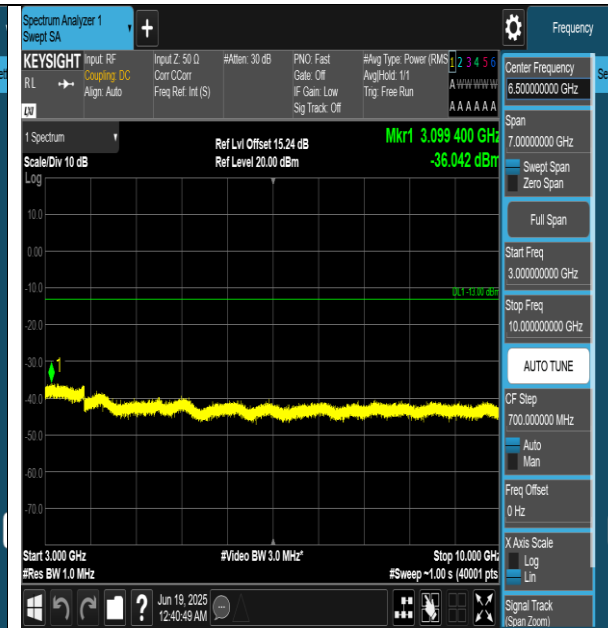 Spectrum Analyzer 1
Swept SA
+
Frequency
KEYSIGHT
RL
LXI
Input: RF
Coupling: DC
Align: Auto
Input Z: 50 Ω
Corr CCorr
Freq Ref: Int (S)
#Atten: 30 dB
PNO: Fast
Gate: Off
IF Gain: Low
Sig Track: Off
#Avg Type: Power (RMS
Avg|Hold: 1/1
Trig: Free Run
1 2 3 4 5 6
A W W W W W
A A A A A A
1 Spectrum
Scale/Div 10 dB
Log
Ref Lvl Offset 15.24 dB
Ref Level 20.00 dBm
Mkr1 3.099 400 GHz
-36.042 dBm
10.0
0.00
-10.0
-20.0
-30.0
-40.0
-50.0
-60.0
-70.0
DL1 -13.00 dBm
1
Start 3.000 GHz
#Res BW 1.0 MHz
#Video BW 3.0 MHz*
Stop 10.000 GHz
#Sweep ~1.00 s (40001 pts
?
Jun 19, 2025
12:40:49 AM
Center Frequency
6.500000000 GHz
Span
7.00000000 GHz
Swept Span
Zero Span
Full Span
Start Freq
3.000000000 GHz
Stop Freq
10.000000000 GHz
AUTO TUNE
CF Step
700.000000 MHz
Auto
Man
Freq Offset
0 Hz
X Axis Scale
Log
Lin
Signal Track
(Span Zoom)
Se